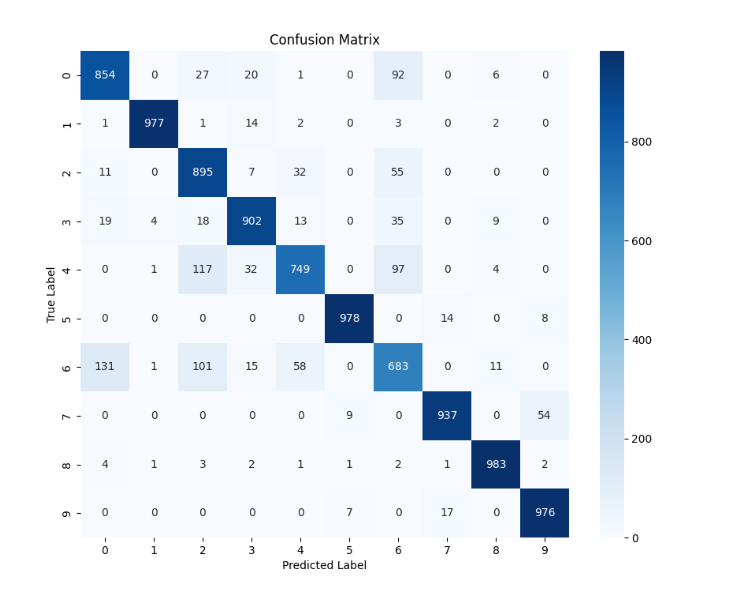 Confusion Matrix
True Label
0 854 0 27 20 1 0 92 0 6 0
1 1 977 1 14 2 0 3 0 2 0
2 11 0 895 7 32 0 55 0 0 0
3 19 4 18 902 13 0 35 0 9 0
4 0 1 117 32 749 0 97 0 4 0
5 0 0 0 0 0 978 0 14 0 8
6 131 1 101 15 58 0 683 0 11 0
7 0 0 0 0 0 9 0 937 0 54
8 4 1 3 2 1 1 2 1 983 2
9 0 0 0 0 0 7 0 17 0 976
0 1 2 3 4 5 6 7 8 9
Predicted Label
800
600
400
200
0